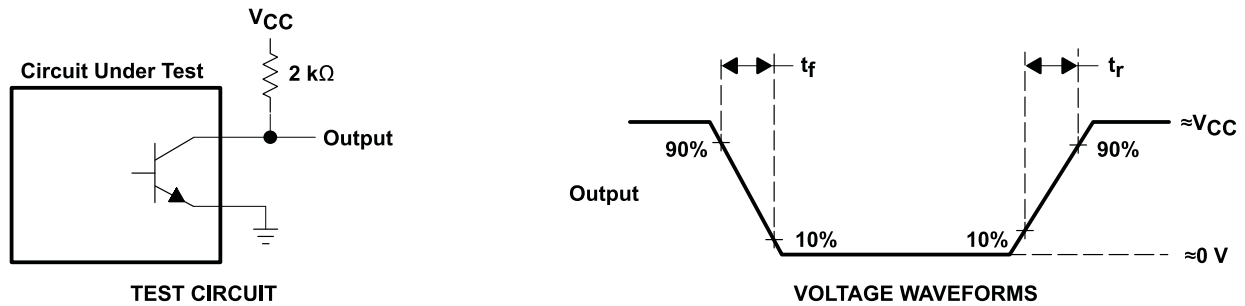 VCC
Circuit Under Test
2 kΩ
Output
TEST CIRCUIT
tf
tr
≈VCC
90%
90%
Output
10%
10%
≈0 V
VOLTAGE WAVEFORMS